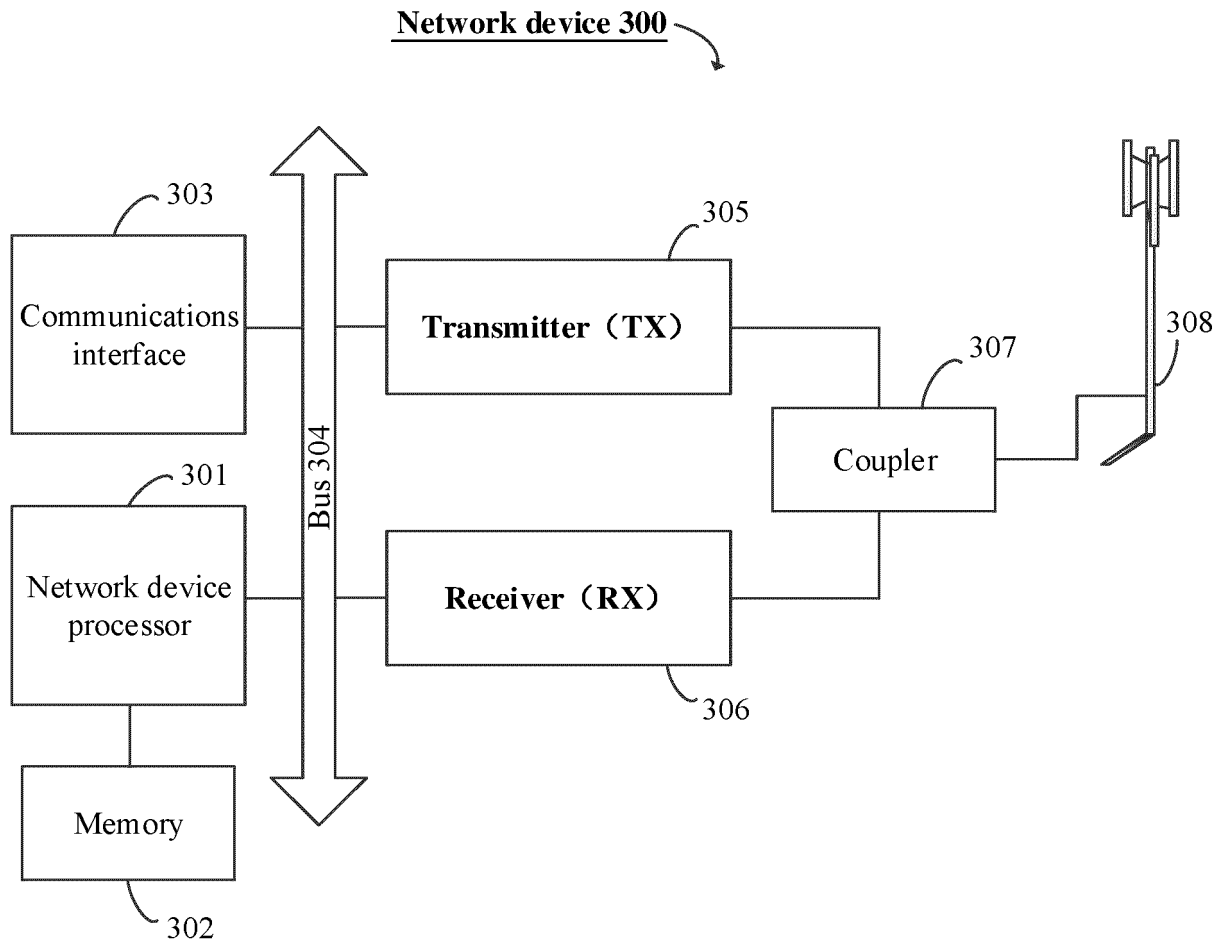 Network device 300
303
Communications
interface
305
Transmitter（TX）
308
307
Coupler
Bus 304
301
Network device
processor
Receiver（RX）
306
Memory
302